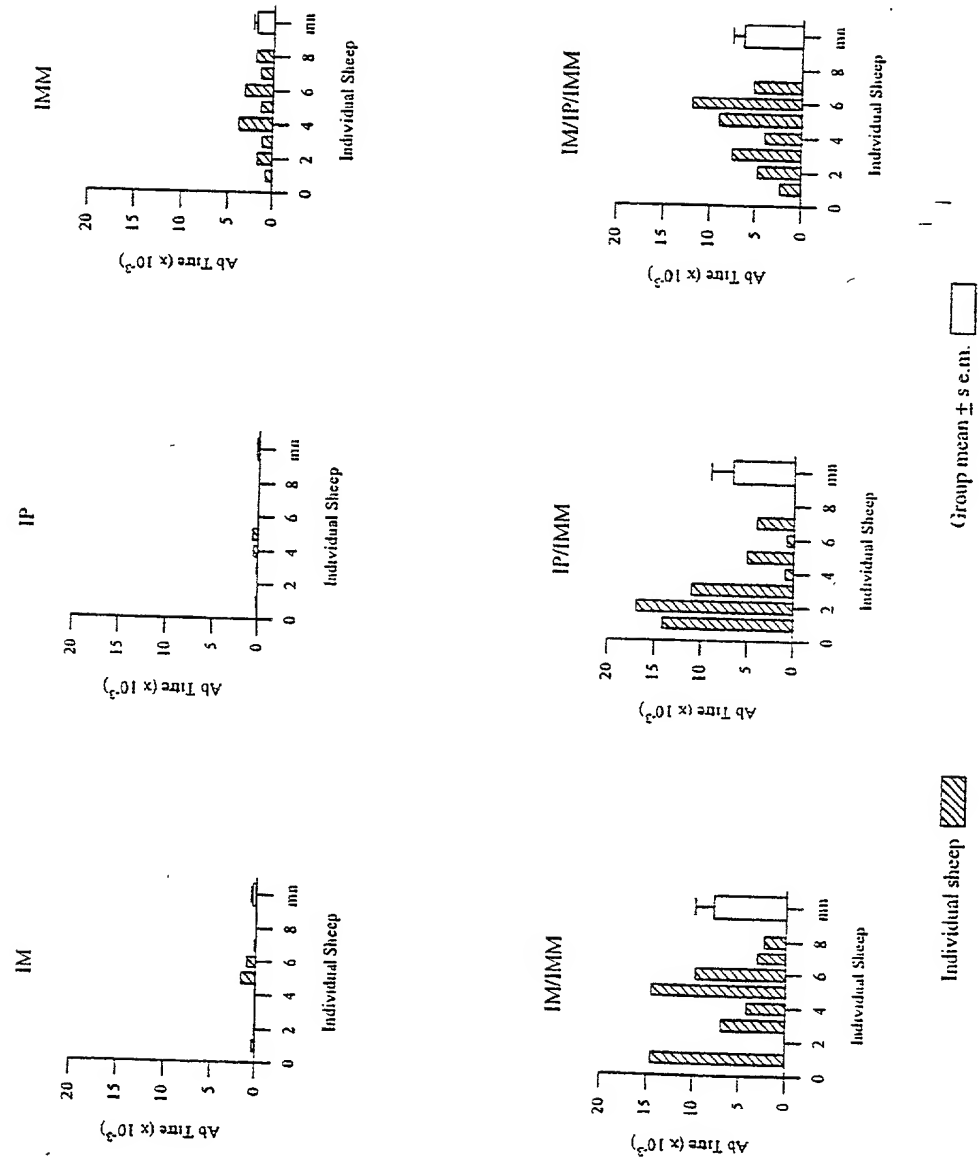 IM
20
15
10
5
0
Ab Titre (x 10-3)
0 2 4 6 8 mn
Individual Sheep
IP
20
15
10
5
0
Ab Titre (x 10-3)
0 2 4 6 8 mn
Individual Sheep
IMM
20
15
10
5
0
Ab Titre (x 10-3)
0 2 4 6 8 mn
Individual Sheep
IM/IMM
20
15
10
5
0
Ab Titre (x 10-3)
0 2 4 6 8 mn
Individual Sheep
IP/IMM
20
15
10
5
0
Ab Titre (x 10-3)
0 2 4 6 8 mn
Individual Sheep
IM/IP/IMM
20
15
10
5
0
Ab Titre (x 10-3)
0 2 4 6 8 mn
Individual Sheep
Individual sheep
Group mean ± s e.m.